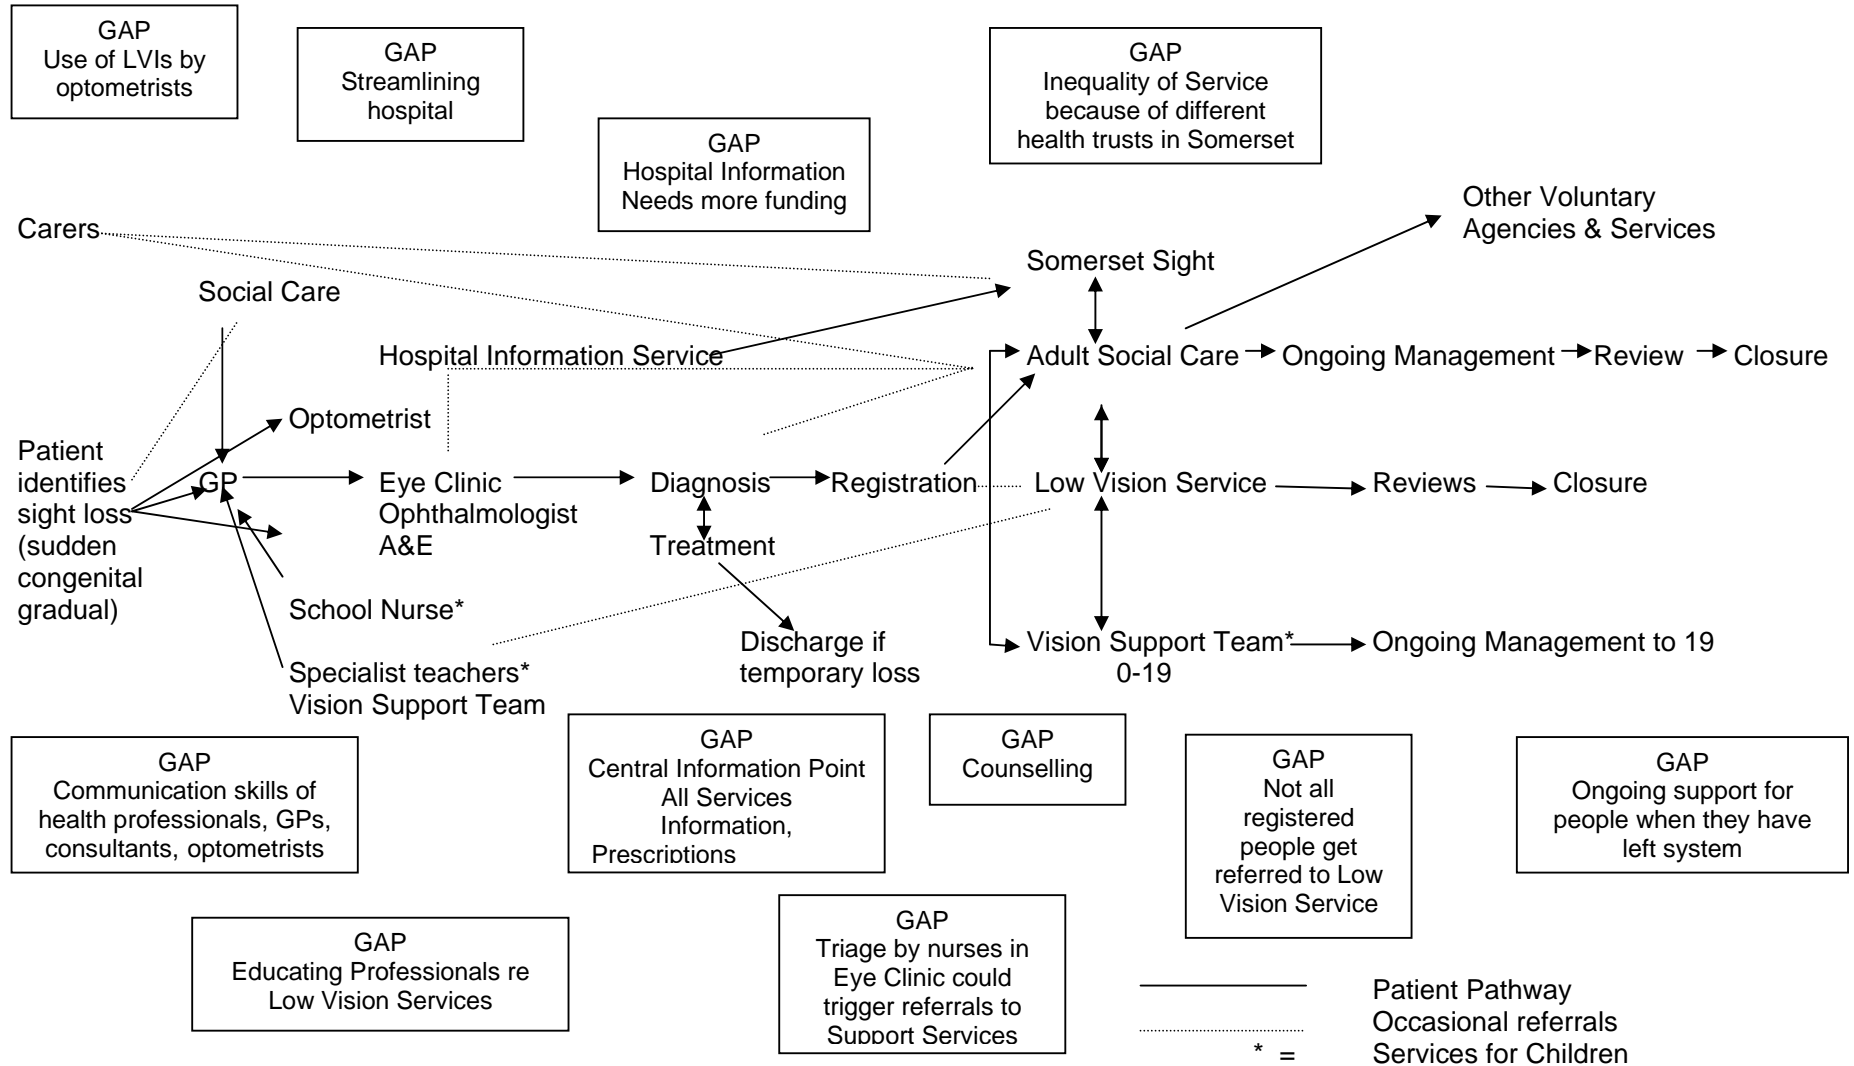 GAP
Use of LVIs by
optometrists
GAP
Streamlining
hospital
GAP
Hospital Information
Needs more funding
GAP
Inequality of Service
because of different
health trusts in Somerset
Other Voluntary
Agencies & Services
Carers
Somerset Sight
Social Care
Hospital Information Service
Adult Social Care
Ongoing Management
Review
Closure
Optometrist
Patient
identifies
sight loss
(sudden
congenital
gradual)
GP
Eye Clinic
Ophthalmologist
A&E
Diagnosis
Registration
Low Vision Service
Reviews
Closure
Treatment
School Nurse*
Discharge if
temporary loss
Vision Support Team*
0-19
Ongoing Management to 19
Specialist teachers*
Vision Support Team
GAP
Communication skills of
health professionals, GPs,
consultants, optometrists
GAP
Central Information Point
All Services
Information,
Prescriptions
GAP
Counselling
GAP
Not all
registered
people get
referred to Low
Vision Service
GAP
Ongoing support for
people when they have
left system
GAP
Educating Professionals re
Low Vision Services
GAP
Triage by nurses in
Eye Clinic could
trigger referrals to
Support Services
Patient Pathway
Occasional referrals
* = Services for Children